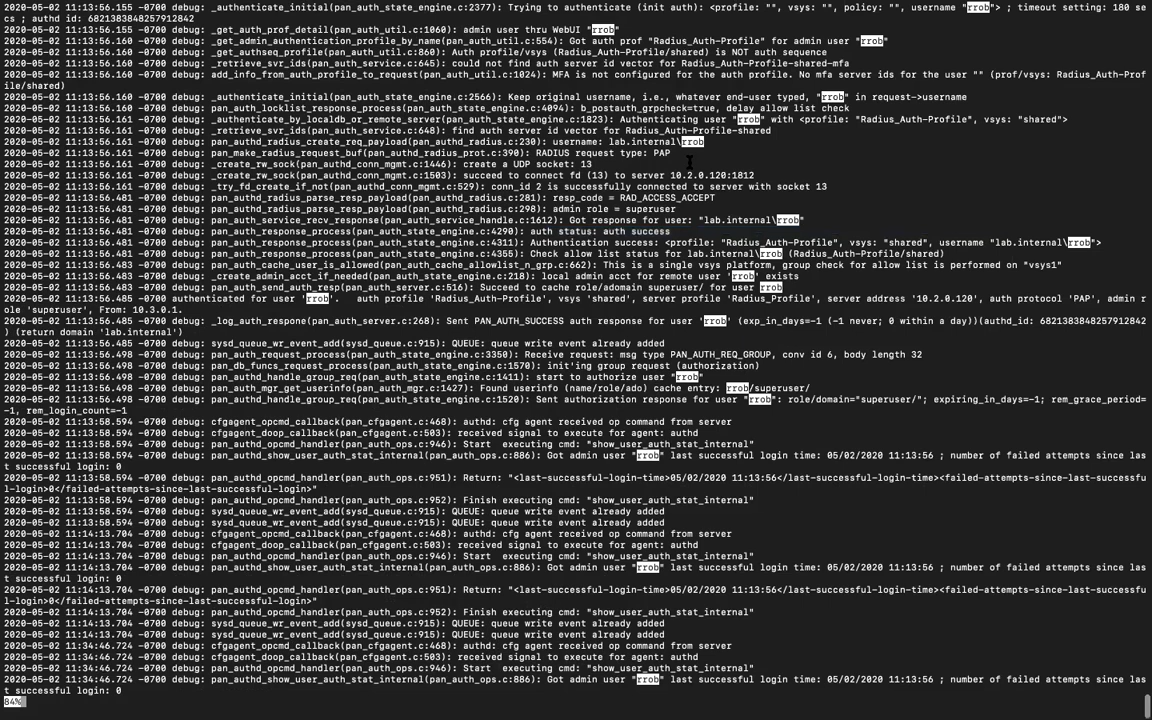 2020-05-02 11:13:56.155 -0700 debug: _authenticate_initial(pan_auth_state_engine.c:2377): Trying to authenticate (init auth): <profile: "", vsys: "", policy: "", username "rrob"> ; timeout setting: 180 se
cs ; authd id: 6821383848257912842
2020-05-02 11:13:56.155 -0700 debug: _get_auth_prof_detail(pan_auth_util.c:1060): admin user thru WebUI "rrob"
2020-05-02 11:13:56.160 -0700 debug: _get_admin_authentication_profile_by_name(pan_auth_util.c:554): Got auth prof "Radius_Auth-Profile" for admin user "rrob"
2020-05-02 11:13:56.160 -0700 debug: _get_authseq_profile(pan_auth_util.c:860): Auth profile/vsys (Radius_Auth-Profile/shared) is NOT auth sequence
2020-05-02 11:13:56.160 -0700 debug: _retrieve_svr_ids(pan_auth_service.c:645): could not find auth server id vector for Radius_Auth-Profile-shared-mfa
2020-05-02 11:13:56.160 -0700 debug: add_info_from_auth_profile_to_request(pan_auth_util.c:1024): MFA is not configured for the auth profile. No mfa server ids for the user "" (prof/vsys: Radius_Auth-Prof
ile/shared)
2020-05-02 11:13:56.160 -0700 debug: _authenticate_initial(pan_auth_state_engine.c:2566): Keep original username, i.e., whatever end-user typed, "rrob" in request->username
2020-05-02 11:13:56.161 -0700 debug: pan_auth_locklist_response_process(pan_auth_state_engine.c:4094): b_postauth_grpcheck=true, delay allow list check
2020-05-02 11:13:56.161 -0700 debug: _authenticate_by_localdb_or_remote_server(pan_auth_state_engine.c:1823): Authenticating user "rrob" with <profile: "Radius_Auth-Profile", vsys: "shared">
2020-05-02 11:13:56.161 -0700 debug: _retrieve_svr_ids(pan_auth_service.c:648): find auth server id vector for Radius_Auth-Profile-shared
2020-05-02 11:13:56.161 -0700 debug: pan_authd_radius_create_req_payload(pan_authd_radius.c:230): username: lab.internal\rrob
2020-05-02 11:13:56.161 -0700 debug: pan_make_radius_request_buf(pan_authd_radius_prot.c:390): RADIUS request type: PAP
2020-05-02 11:13:56.164 -0700 debug: _create_rw_sock(pan_authd_conn_mgmt.c:1446): create a UDP socket: 13
2020-05-02 11:13:56.175 -0700 debug: _create_rw_sock(pan_authd_conn_mgmt.c:1503): succeed to connect fd (13) to server 10.2.0.120:1812
2020-05-02 11:13:56.186 -0700 debug: _try_fd_create_if_not(pan_authd_conn_mgmt.c:529): conn_id 2 is successfully connected to server with socket 13
2020-05-02 11:13:56.481 -0700 debug: pan_authd_radius_parse_resp_payload(pan_authd_radius.c:281): resp_code = RAD_ACCESS_ACCEPT
2020-05-02 11:13:56.481 -0700 debug: pan_authd_radius_parse_resp_payload(pan_authd_radius.c:298): admin role = superuser
2020-05-02 11:13:56.481 -0700 debug: pan_auth_service_recv_response(pan_auth_service_handle.c:1612): Got response for user: "lab.internal\rrob"
2020-05-02 11:13:56.481 -0700 debug: pan_auth_response_process(pan_auth_state_engine.c:4290): auth status: auth success
2020-05-02 11:13:56.481 -0700 debug: pan_auth_response_process(pan_auth_state_engine.c:4311): Authentication success: <profile: "Radius_Auth-Profile", vsys: "shared", username "lab.internal\rrob">
2020-05-02 11:13:56.481 -0700 debug: pan_auth_response_process(pan_auth_state_engine.c:4355): Check allow list status for lab.internal\rrob (Radius_Auth-Profile/shared)
2020-05-02 11:13:56.481 -0700 debug: pan_auth_cache_user_is_allowed(pan_auth_cache_allowlist_n_grp.c:662): This is a single vsys platform, group check for allow list is performed on "vsys1"
2020-05-02 11:13:56.483 -0700 debug: _create_admin_acct_if_needed(pan_auth_state_engine.c:218): local admin acct for remote user 'rrob' exists
2020-05-02 11:13:56.483 -0700 debug: pan_auth_send_auth_resp(pan_auth_server.c:516): Succeed to cache role/adomain superuser/ for user rrob
2020-05-02 11:13:56.485 -0700 authenticated for user 'rrob'.   auth profile 'Radius_Auth-Profile', vsys 'shared', server profile 'Radius_Profile', server address '10.2.0.120', auth protocol 'PAP', admin r
ole 'superuser', From: 10.3.0.1.
2020-05-02 11:13:56.485 -0700 debug: _log_auth_respone(pan_auth_server.c:268): Sent PAN_AUTH_SUCCESS auth response for user 'rrob' (exp_in_days=-1 (-1 never; 0 within a day))(authd_id: 6821383848257912842
) (return domain 'lab.internal')
2020-05-02 11:13:56.485 -0700 debug: sysd_queue_wr_event_add(sysd_queue.c:915): QUEUE: queue write event already added
2020-05-02 11:13:56.498 -0700 debug: pan_auth_request_process(pan_auth_state_engine.c:3350): Receive request: msg type PAN_AUTH_REQ_GROUP, conv id 6, body length 32
2020-05-02 11:13:56.498 -0700 debug: pan_db_funcs_request_process(pan_auth_state_engine.c:1570): init'ing group request (authorization)
2020-05-02 11:13:56.498 -0700 debug: pan_authd_handle_group_req(pan_auth_state_engine.c:1411): start to authorize user "rrob"
2020-05-02 11:13:56.498 -0700 debug: pan_auth_mgr_get_userinfo(pan_auth_mgr.c:1427): Found userinfo (name/role/ado) cache entry: rrob/superuser/
2020-05-02 11:13:56.498 -0700 debug: pan_authd_handle_group_req(pan_auth_state_engine.c:1520): Sent authorization response for user "rrob": role/domain="superuser/"; expiring_in_days=-1; rem_grace_period=
-1, rem_login_count=-1
2020-05-02 11:13:58.594 -0700 debug: cfgagent_opcmd_callback(pan_cfgagent.c:468): authd: cfg agent received op command from server
2020-05-02 11:13:58.594 -0700 debug: cfgagent_doop_callback(pan_cfgagent.c:503): received signal to execute for agent: authd
2020-05-02 11:13:58.594 -0700 debug: pan_authd_opcmd_handler(pan_auth_ops.c:946): Start  executing cmd: "show_user_auth_stat_internal"
2020-05-02 11:13:58.594 -0700 debug: pan_authd_show_user_auth_stat_internal(pan_auth_ops.c:886): Got admin user "rrob" last successful login time: 05/02/2020 11:13:56 ; number of failed attempts since las
t successful login: 0
2020-05-02 11:13:58.594 -0700 debug: pan_authd_opcmd_handler(pan_auth_ops.c:951): Return: "<last-successful-login-time>05/02/2020 11:13:56</last-successful-login-time><failed-attempts-since-last-successfu
l-login>0</failed-attempts-since-last-successful-login>"
2020-05-02 11:13:58.594 -0700 debug: pan_authd_opcmd_handler(pan_auth_ops.c:952): Finish executing cmd: "show_user_auth_stat_internal"
2020-05-02 11:13:58.594 -0700 debug: sysd_queue_wr_event_add(sysd_queue.c:915): QUEUE: queue write event already added
2020-05-02 11:13:58.594 -0700 debug: sysd_queue_wr_event_add(sysd_queue.c:915): QUEUE: queue write event already added
2020-05-02 11:14:13.704 -0700 debug: cfgagent_opcmd_callback(pan_cfgagent.c:468): authd: cfg agent received op command from server
2020-05-02 11:14:13.704 -0700 debug: cfgagent_doop_callback(pan_cfgagent.c:503): received signal to execute for agent: authd
2020-05-02 11:14:13.704 -0700 debug: pan_authd_opcmd_handler(pan_auth_ops.c:946): Start  executing cmd: "show_user_auth_stat_internal"
2020-05-02 11:14:13.704 -0700 debug: pan_authd_show_user_auth_stat_internal(pan_auth_ops.c:886): Got admin user "rrob" last successful login time: 05/02/2020 11:13:56 ; number of failed attempts since las
t successful login: 0
2020-05-02 11:14:13.704 -0700 debug: pan_authd_opcmd_handler(pan_auth_ops.c:951): Return: "<last-successful-login-time>05/02/2020 11:13:56</last-successful-login-time><failed-attempts-since-last-successfu
l-login>0</failed-attempts-since-last-successful-login>"
2020-05-02 11:14:13.704 -0700 debug: pan_authd_opcmd_handler(pan_auth_ops.c:952): Finish executing cmd: "show_user_auth_stat_internal"
2020-05-02 11:14:13.704 -0700 debug: sysd_queue_wr_event_add(sysd_queue.c:915): QUEUE: queue write event already added
2020-05-02 11:14:13.704 -0700 debug: sysd_queue_wr_event_add(sysd_queue.c:915): QUEUE: queue write event already added
2020-05-02 11:34:46.724 -0700 debug: cfgagent_opcmd_callback(pan_cfgagent.c:468): authd: cfg agent received op command from server
2020-05-02 11:34:46.724 -0700 debug: cfgagent_doop_callback(pan_cfgagent.c:503): received signal to execute for agent: authd
2020-05-02 11:34:46.724 -0700 debug: pan_authd_opcmd_handler(pan_auth_ops.c:946): Start  executing cmd: "show_user_auth_stat_internal"
2020-05-02 11:34:46.724 -0700 debug: pan_authd_show_user_auth_stat_internal(pan_auth_ops.c:886): Got admin user "rrob" last successful login time: 05/02/2020 11:13:56 ; number of failed attempts since las
t successful login: 0
84%